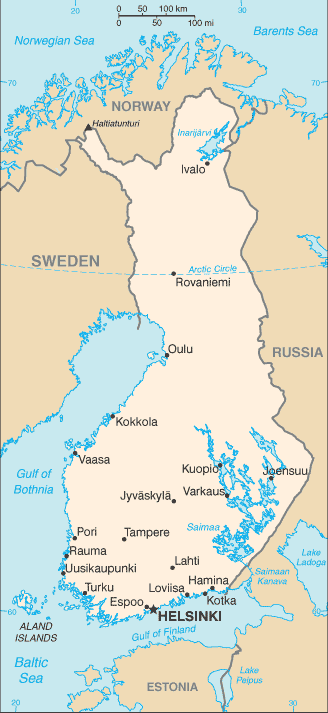 0 50 100 km
0 50 100 mi
20
30
Norwegian Sea
Barents Sea
70
70
NORWAY
Haltiatunturi
Inarijärvi
Ivalo
SWEDEN
Arctic Circle
Rovaniemi
Oulu
RUSSIA
Kokkola
Vaasa
Kuopio
Joensuu
Gulf of
Bothnia
Varkaus
Jyväskylä
Saimaa
Pori
Tampere
Rauma
Lake
Ladoga
Uusikaupunki
Lahti
Saimaan
Kanava
Turku
Loviisa
Hamina
Espoo
Kotka
60
60
HELSINKI
ALAND
ISLANDS
Gulf of Finland
Baltic
Sea
Lake
Peipus
ESTONIA
20
30